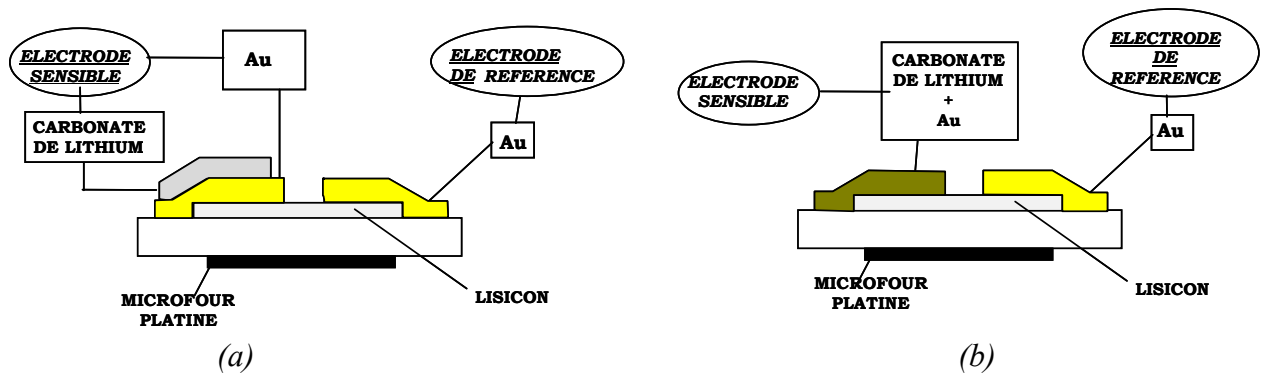 ELECTRODE
SENSIBLE
Au
ELECTRODE
DE REFERENCE
CARBONATE
DE LITHIUM
Au
MICROFOUR
PLATINE
LISICON
(a)
ELECTRODE
SENSIBLE
CARBONATE
DE LITHIUM
+
Au
ELECTRODE
DE
REFERENCE
Au
MICROFOUR
PLATINE
LISICON
(b)